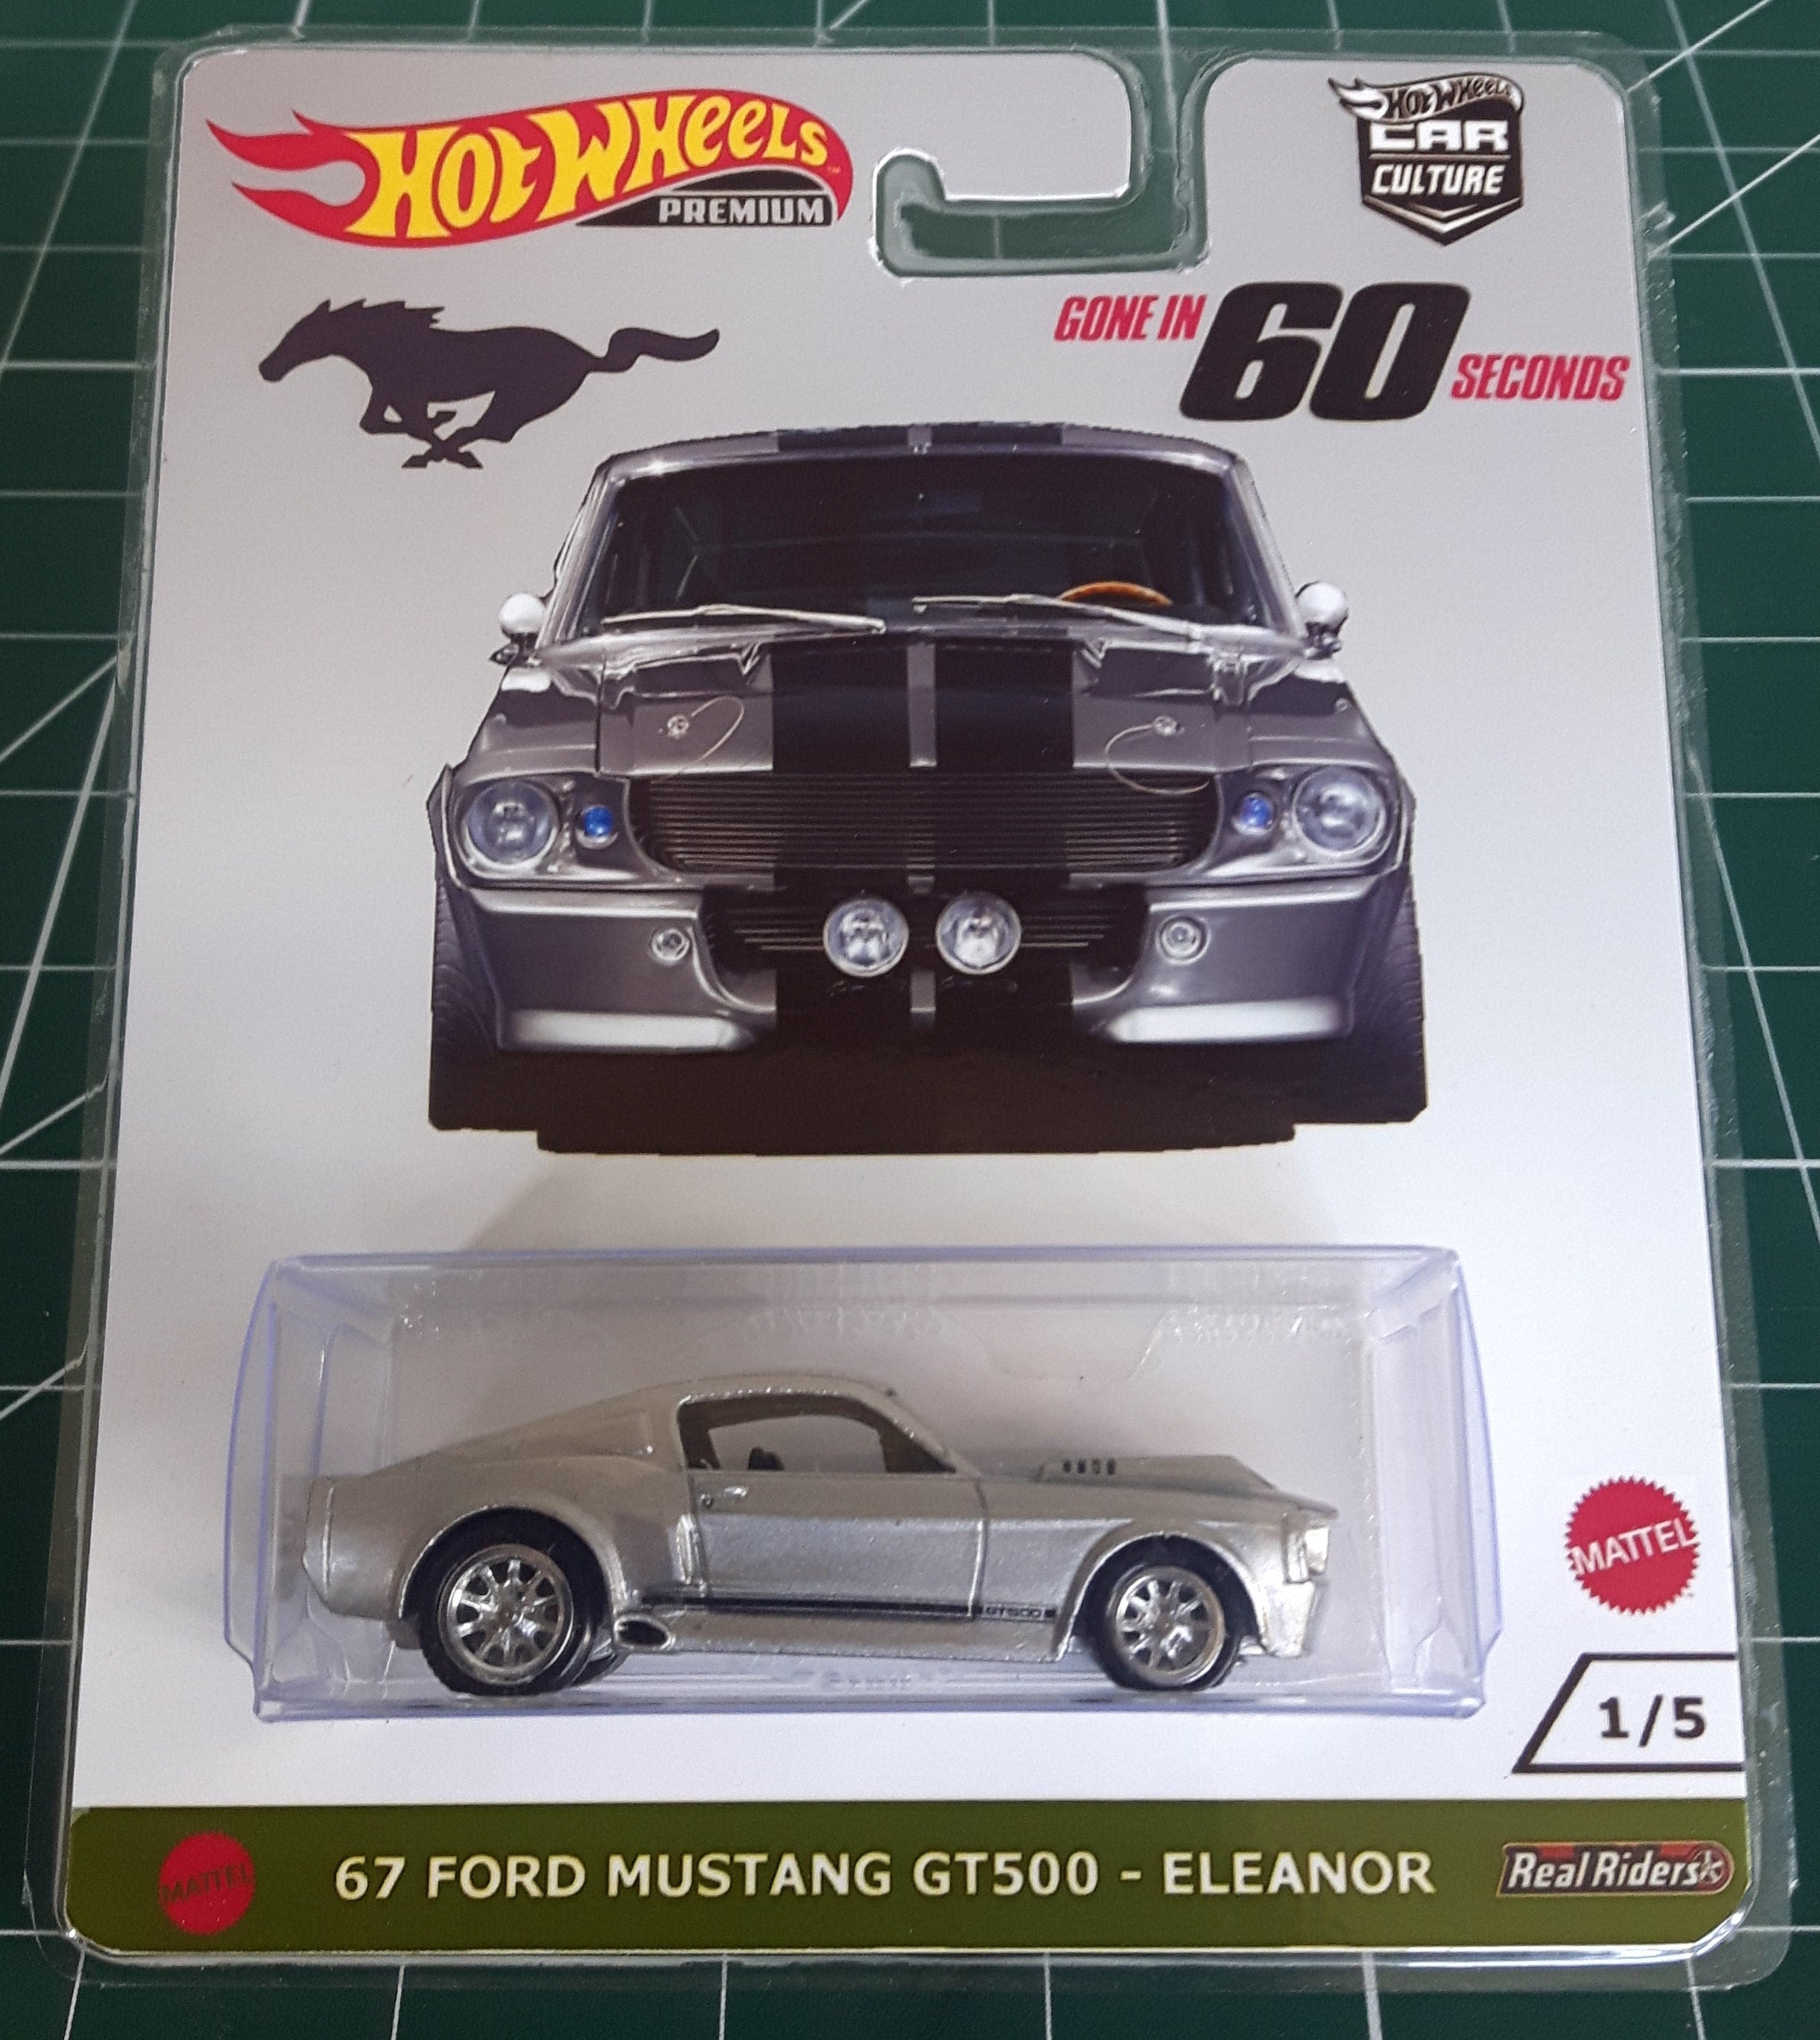 HOT WHEELS
PREMIUM
HOT WHEELS
CAR
CULTURE
GONE IN 60 SECONDS
GT500
MATTEL
1/5
MATTEL
67 FORD MUSTANG GT500 - ELEANOR
Real Riders